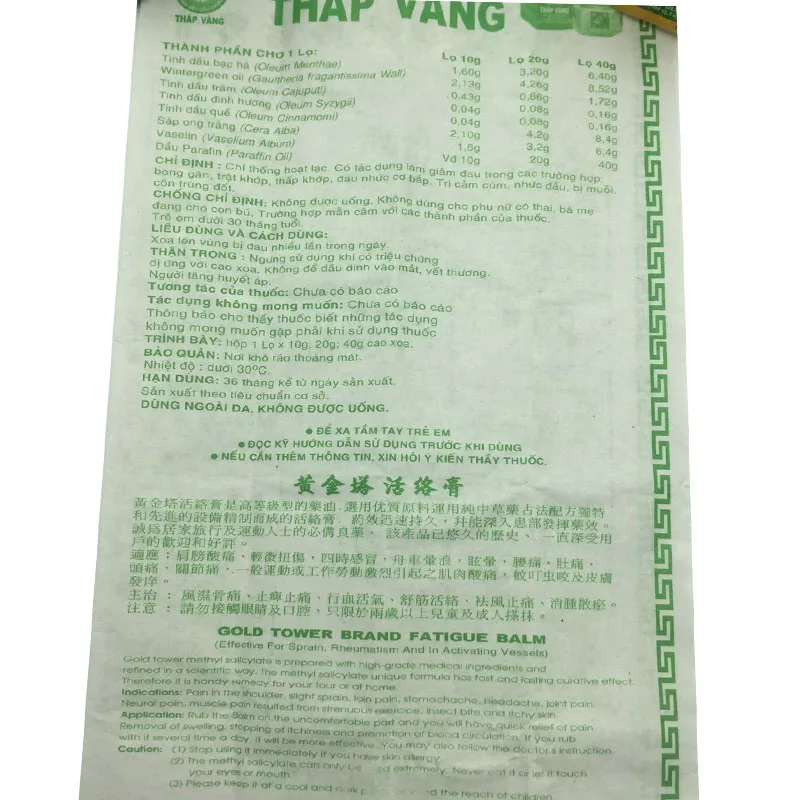 THÁP VÀNG
THÁP VÀNG
THÀNH PHẦN CHO 1 Lọ: Lọ 10g Lọ 20g Lọ 40g
Tinh dầu bạc hà (Oleum Menthae) 1,60g 3,20g 6,40g
Wintergreen oil (Gaultheria fragantissima Wall) 2,13g 4,26g 8,52g
Tinh dầu tràm (Oleum Cajuputi) 0,43g 0,86g 1,72g
Tinh dầu đinh hương (Oleum Syzygii) 0,04g 0,08g 0,16g
Tinh dầu quế (Oleum Cinnamomi) 0,04g 0,08g 0,16g
Sáp ong trắng (Cera Alba) 2,10g 4,2g 8,4g
Vaselin (Vaselium Album) 1,6g 3,2g 6,4g
Dầu Parafin (Paraffin Oil) Vđ 10g 20g 40g
CHỈ ĐỊNH : Chỉ thống hoạt lạc. Có tác dụng làm giảm đau trong các trường hợp:
bong gân, trật khớp, thấp khớp, đau nhức cơ bắp. Trị cảm cúm, nhức đầu, bị muỗi,
côn trùng đốt.
CHỐNG CHỈ ĐỊNH: Không được uống. Không dùng cho phụ nữ có thai, bà mẹ
đang cho con bú. Trường hợp mẫn cảm với các thành phần của thuốc.
Trẻ em dưới 30 tháng tuổi.
LIỀU DÙNG VÀ CÁCH DÙNG:
Xoa lên vùng bị đau nhiều lần trong ngày.
THẬN TRỌNG : Ngưng sử dụng khi có triệu chứng
dị ứng với cao xoa. Không để dầu dính vào mắt, vết thương.
Người tăng huyết áp.
Tương tác của thuốc: Chưa có báo cáo
Tác dụng không mong muốn: Chưa có báo cáo
Thông báo cho thầy thuốc biết những tác dụng
không mong muốn gặp phải khi sử dụng thuốc
TRÌNH BÀY: hộp 1 Lọ x 10g; 20g; 40g cao xoa.
BẢO QUẢN: Nơi khô ráo thoáng mát.
Nhiệt độ : dưới 30°C.
HẠN DÙNG: 36 tháng kể từ ngày sản xuất.
Sản xuất theo tiêu chuẩn cơ sở.
DÙNG NGOÀI DA. KHÔNG ĐƯỢC UỐNG.
● ĐỂ XA TẦM TAY TRẺ EM
● ĐỌC KỸ HƯỚNG DẪN SỬ DỤNG TRƯỚC KHI DÙNG
● NẾU CẦN THÊM THÔNG TIN, XIN HỎI Ý KIẾN THẦY THUỐC.
黃金塔活絡膏
黃金塔活絡膏是高等級型的藥油. 選用优質原料運用純中草藥古法配方獨特
和先進的設備精制而成的活絡膏. 药效迅速持久, 幷能深入患部發揮藥效。
誠爲居家旅行及運動人士的必備良藥、 該產品已悠久的歷史、 一直深受用
戶的歡迎和好評。
適應：肩膀酸痛，輕微扭傷，四時感冒，舟車暈浪，眩暈，腰痛，肚痛，
頭痛，關節痛，一般運動或工作勞動激烈引起之肌肉酸痛，蚊叮虫咬及皮膚
發痒。
主治： 風濕骨痛、止痺止痛、行血活氣、舒筋活絡、袪風止痛、消腫散瘀。
注意： 請勿接觸眼睛及口腔，只限於兩歲以上兒童及成人搽抹。
GOLD TOWER BRAND FATIGUE BALM
(Effective For Sprain, Rheumatism And In Activating Vessels)
Gold tower methyl salicylate is prepared with high-grade medical ingredients and
refined in a scientific way. the methyl salicylate unique formula has fast and lasting curative effect.
Therefore it is handy remedy for your tour or at home.
Indications: Pain in the shoulder, slight sprain, loin pain, stomachache, headache, joint pain.
Neural pain, muscle pain resulted from strenuous exercice, insect bite and itchy skin.
Application: Rub the Balm on the uncomfortable part and you will have quick relief of pain.
Removal of swelling, stopping of itchiness and promotion of blood circulation. If you rub
with it several time a day, it will be more effective. You may also follow the doctor s instruction.
Caution: (1) Stop using it immediately if you have skin allergy.
(2) The methyl salicylate can only be extremely. Never eat it or let it touch
your eyes or mouth.
(3) Please keep it at a cool and and the reach of children.